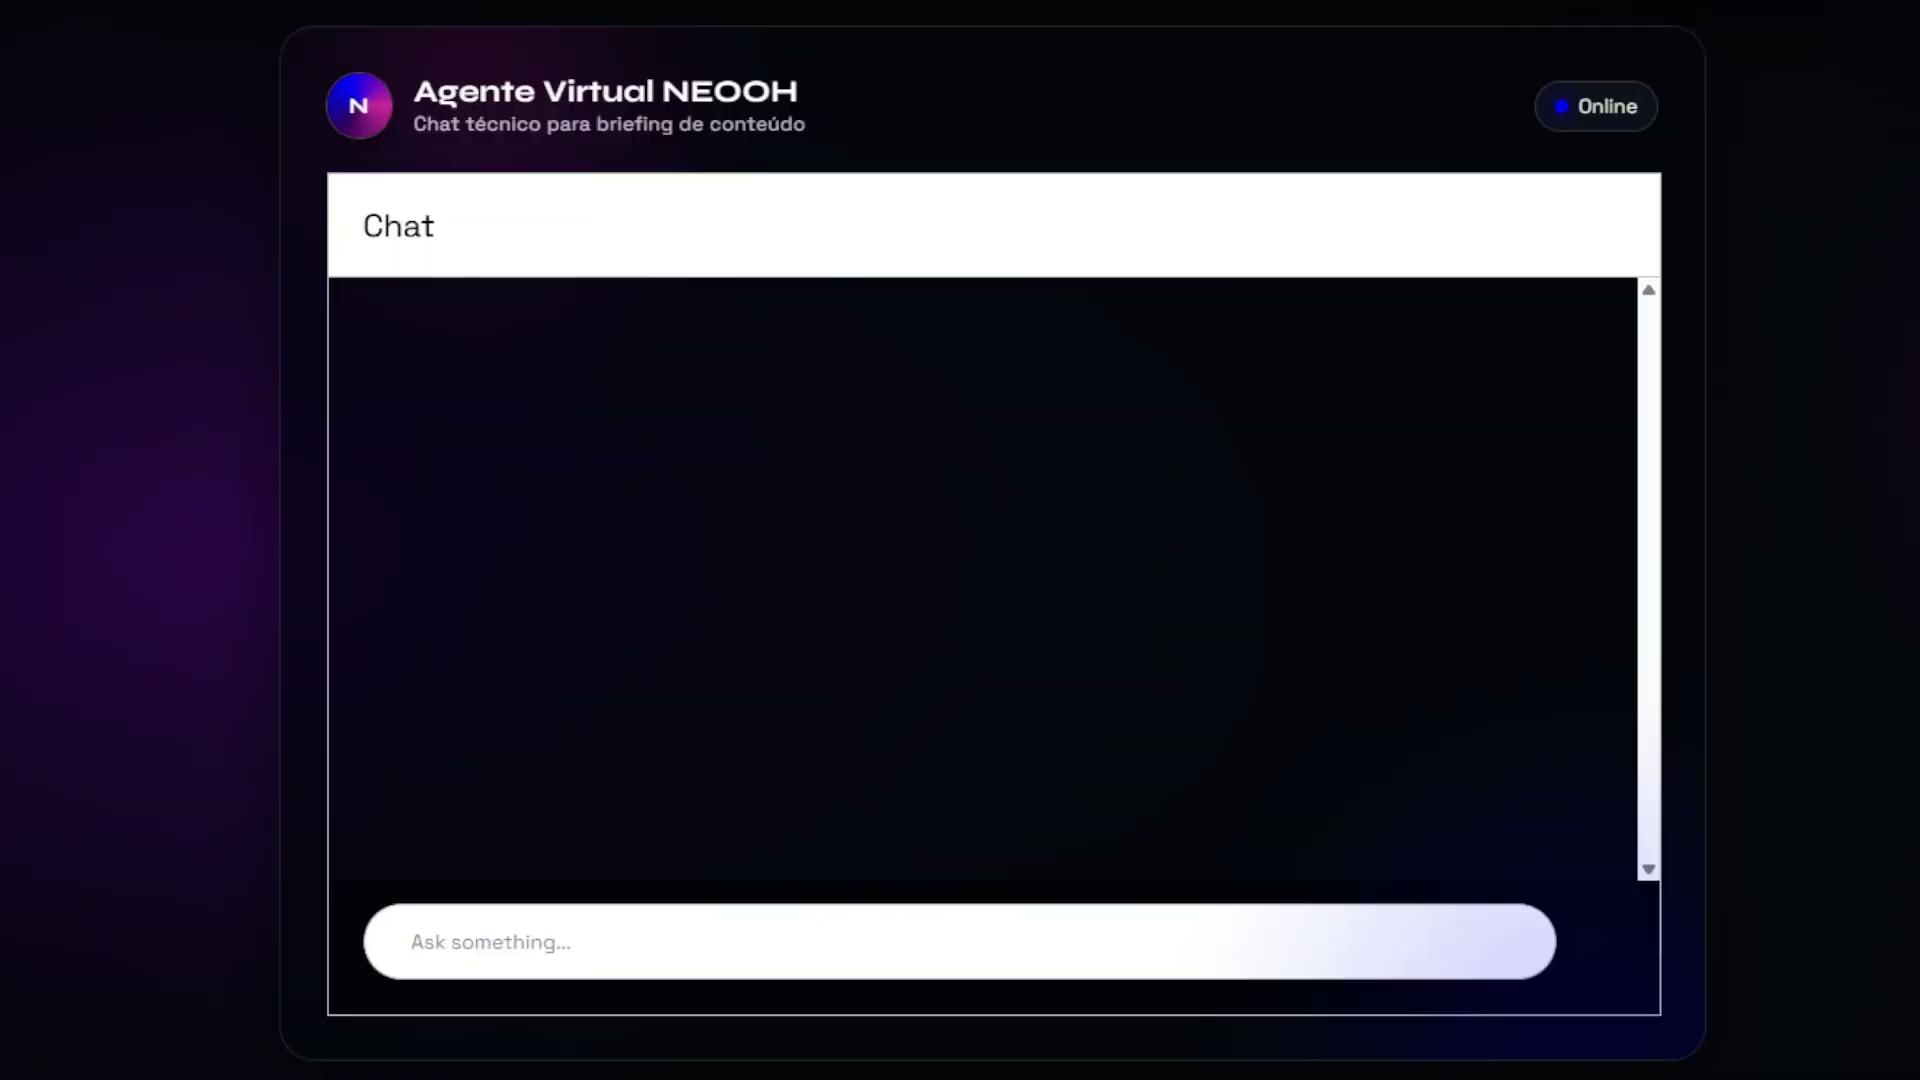 N
Agente Virtual NEOOH
Chat técnico para briefing de conteúdo
Online
Chat
Ask something...